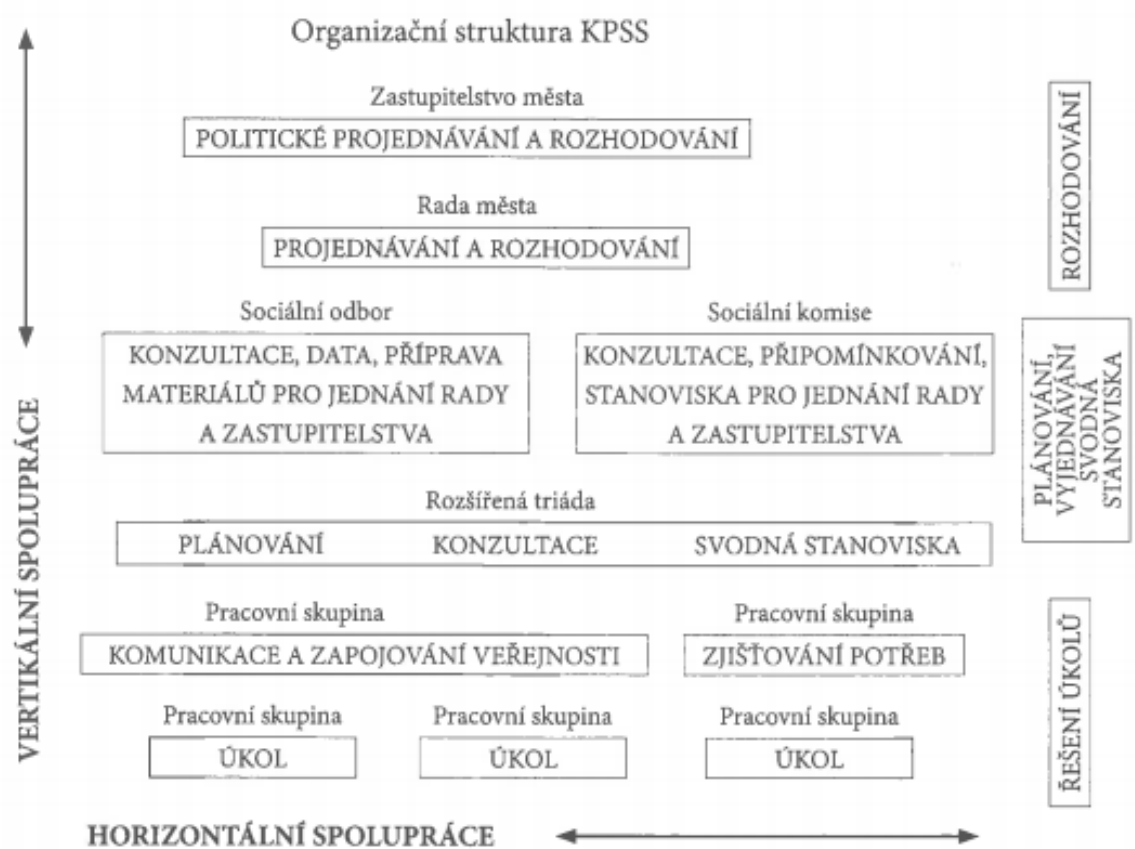 Organizační struktura KPSS
Zastupitelstvo města
POLITICKÉ PROJEDNÁVÁNÍ A ROZHODOVÁNÍ
Rada města
PROJEDNÁVÁNÍ A ROZHODOVÁNÍ
ROZHODOVÁNÍ
Sociální odbor
KONZULTACE, DATA, PŘÍPRAVA
MATERIÁLŮ PRO JEDNÁNÍ RADY
A ZASTUPITELSTVA
Sociální komise
KONZULTACE, PŘIPOMÍNKOVÁNÍ,
STANOVISKA PRO JEDNÁNÍ RADY
A ZASTUPITELSTVA
Rozšířená triáda
PLÁNOVÁNÍ KONZULTACE SVODNÁ STANOVISKA
PLÁNOVÁNÍ,
VYJEDNÁVÁNÍ
SVODNÁ
STANOVISKA
Pracovní skupina
KOMUNIKACE A ZAPOJOVÁNÍ VEŘEJNOSTI
Pracovní skupina
ZJIŠŤOVÁNÍ POTŘEB
Pracovní skupina
ÚKOL
Pracovní skupina
ÚKOL
Pracovní skupina
ÚKOL
ŘEŠENÍ ÚKOLŮ
VERTIKÁLNÍ SPOLUPRÁCE
HORIZONTÁLNÍ SPOLUPRÁCE